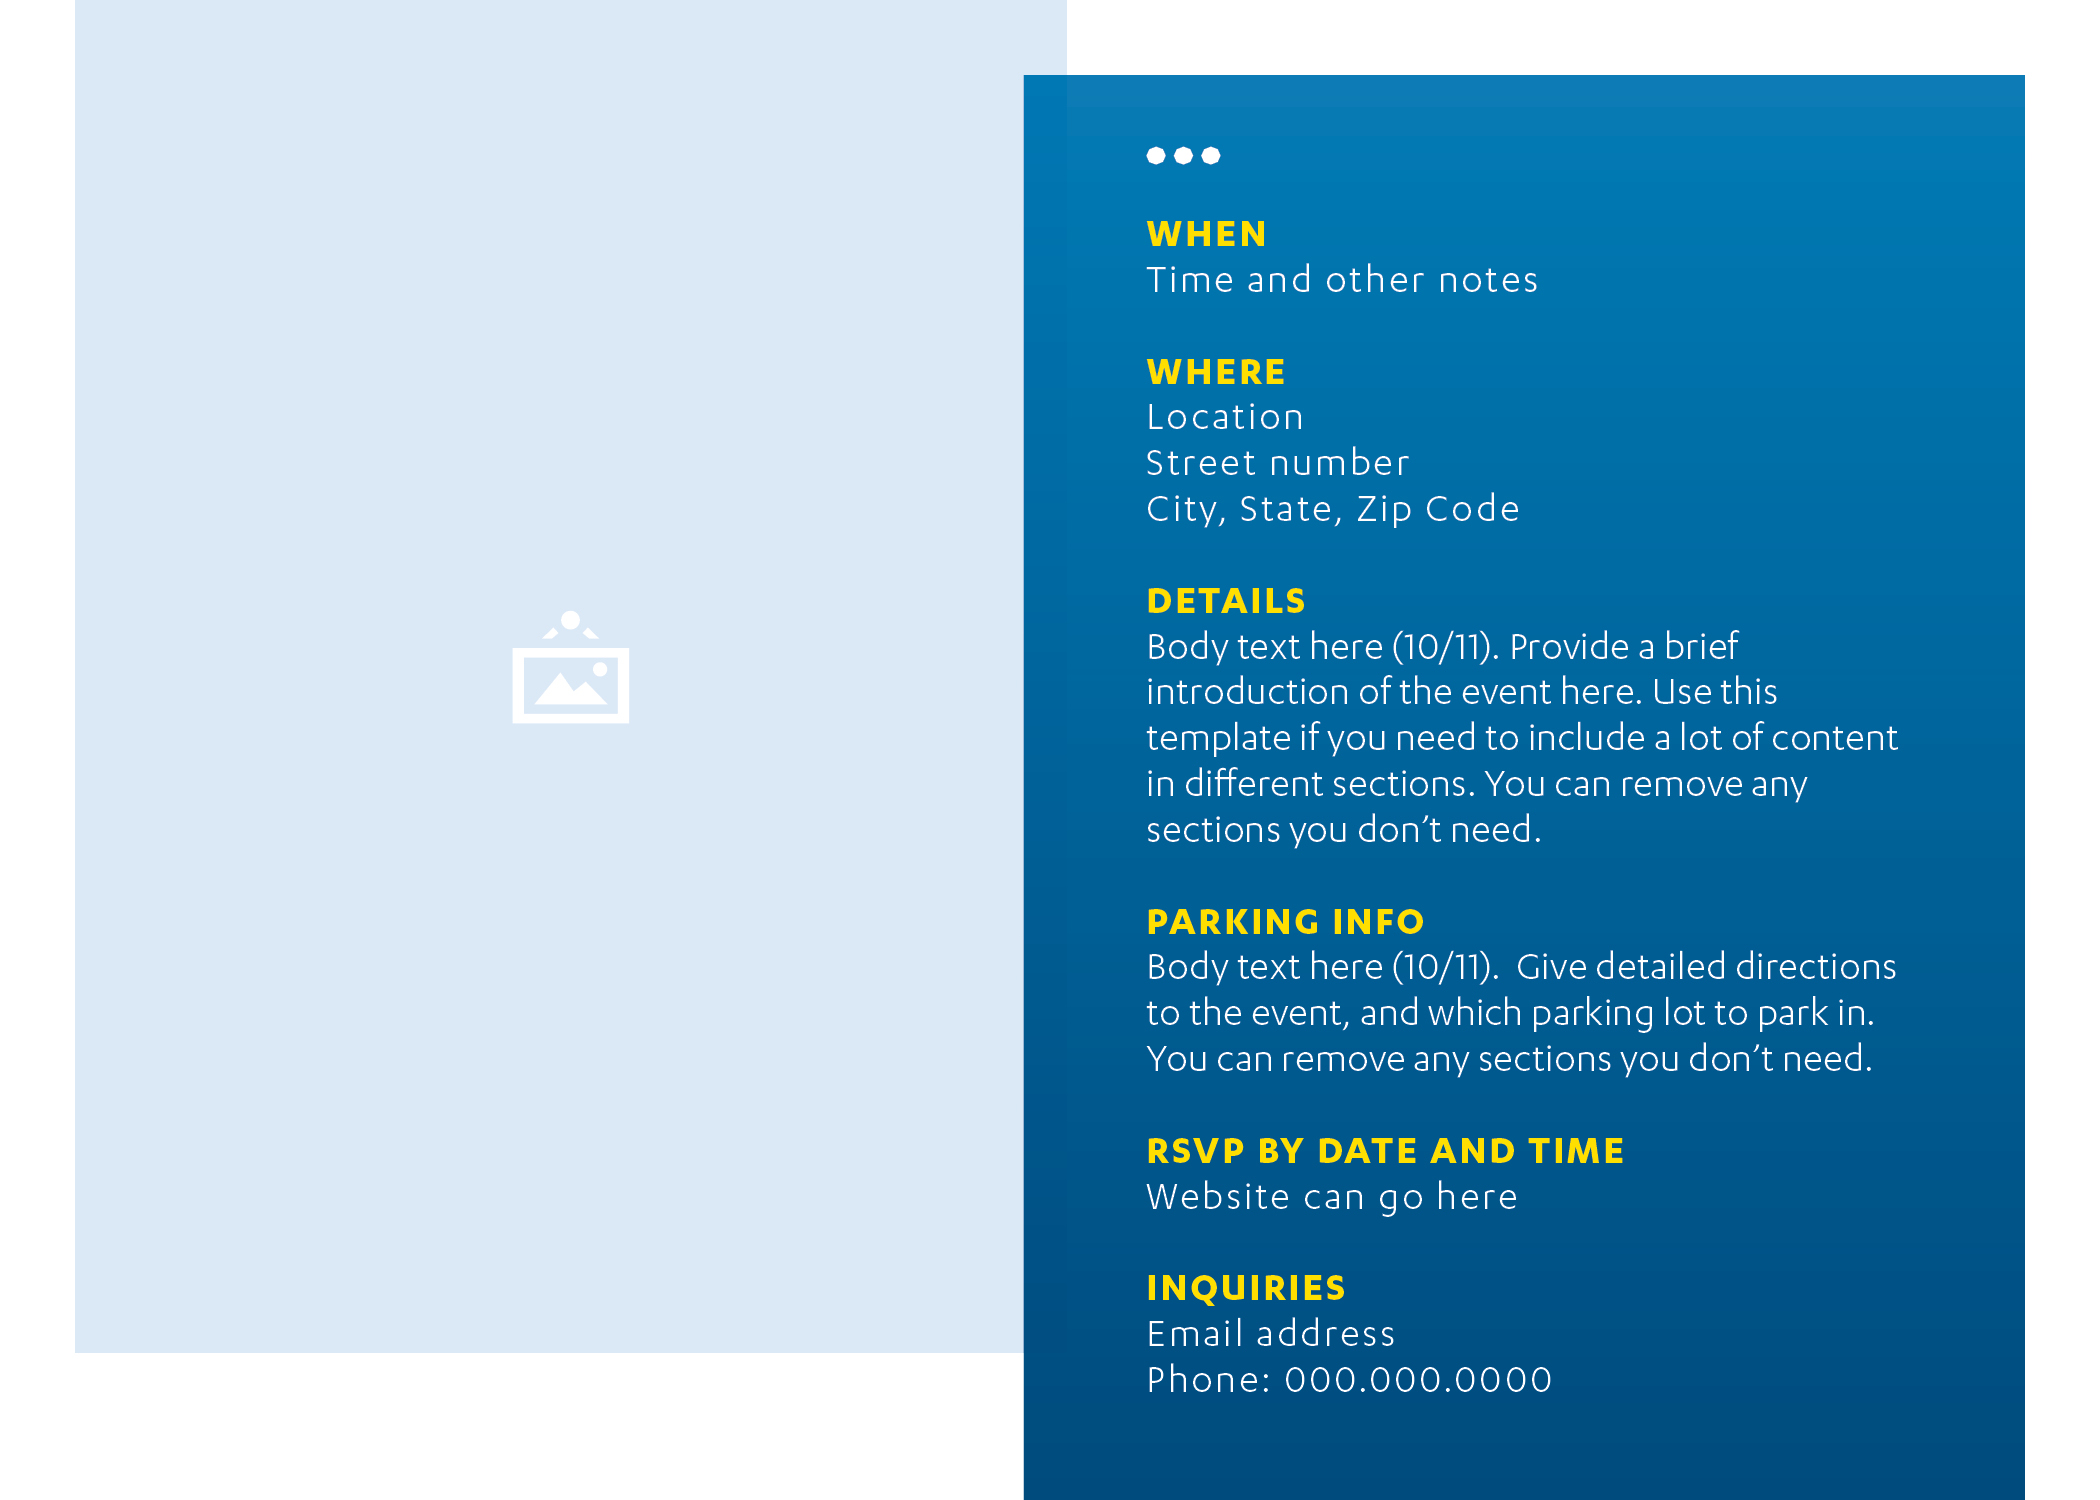 WHEN
Time and other notes
WHERE
Location
Street number
City, State, Zip Code
DETAILS
Body text here (10/11). Provide a brief
introduction of the event here. Use this
template if you need to include a lot of content
in different sections. You can remove any
sections you don’t need.
PARKING INFO
Body text here (10/11).  Give detailed directions
to the event, and which parking lot to park in.
You can remove any sections you don’t need.
RSVP BY DATE AND TIME
Website can go here
INQUIRIES
Email address
Phone: 000.000.0000